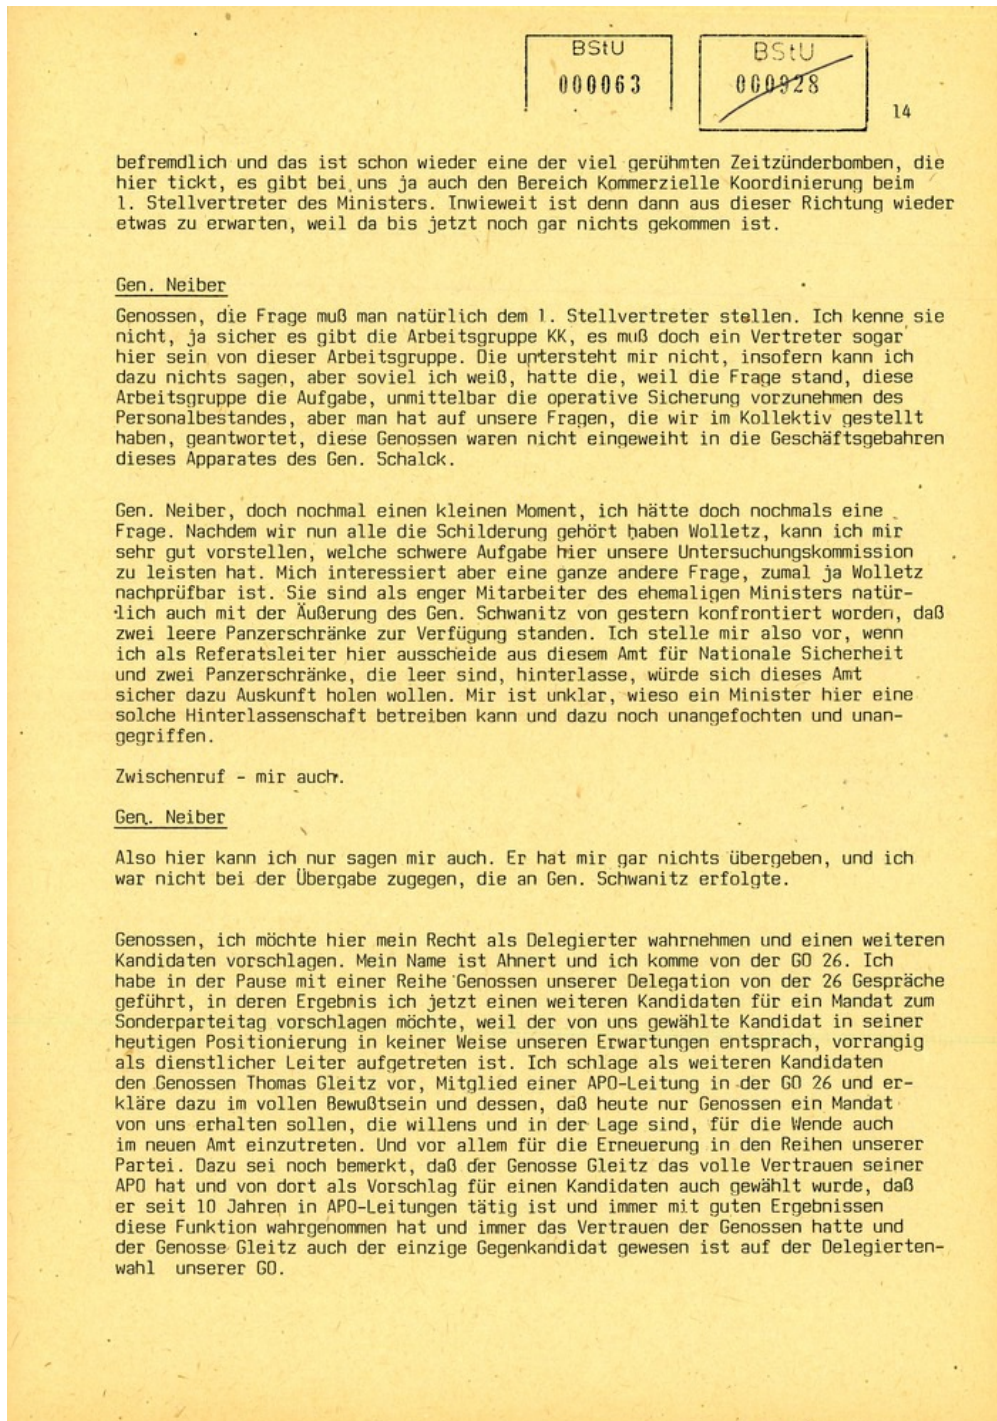 BStU
000063
BStU
000928
14
befremdlich und das ist schon wieder eine der viel gerühmten Zeitzünderbomben, die
hier tickt, es gibt bei uns ja auch den Bereich Kommerzielle Koordinierung beim
1. Stellvertreter des Ministers. Inwieweit ist denn dann aus dieser Richtung wieder
etwas zu erwarten, weil da bis jetzt noch gar nichts gekommen ist.
Gen. Neiber
Genossen, die Frage muß man natürlich dem 1. Stellvertreter stellen. Ich kenne sie
nicht, ja sicher es gibt die Arbeitsgruppe KK, es muß doch ein Vertreter sogar
hier sein von dieser Arbeitsgruppe. Die untersteht mir nicht, insofern kann ich
dazu nichts sagen, aber soviel ich weiß, hatte die, weil die Frage stand, diese
Arbeitsgruppe die Aufgabe, unmittelbar die operative Sicherung vorzunehmen des
Personalbestandes, aber man hat auf unsere Fragen, die wir im Kollektiv gestellt
haben, geantwortet, diese Genossen waren nicht eingeweiht in die Geschäftsgebahren
dieses Apparates des Gen. Schalck.
Gen. Neiber, doch nochmal einen kleinen Moment, ich hätte doch nochmals eine
Frage. Nachdem wir nun alle die Schilderung gehört haben Wolletz, kann ich mir
sehr gut vorstellen, welche schwere Aufgabe hier unsere Untersuchungskommission
zu leisten hat. Mich interessiert aber eine ganze andere Frage, zumal ja Wolletz
nachprüfbar ist. Sie sind als enger Mitarbeiter des ehemaligen Ministers natür-
lich auch mit der Äußerung des Gen. Schwanitz von gestern konfrontiert worden, daß
zwei leere Panzerschränke zur Verfügung standen. Ich stelle mir also vor, wenn
ich als Referatsleiter hier ausscheide aus diesem Amt für Nationale Sicherheit
und zwei Panzerschränke, die leer sind, hinterlasse, würde sich dieses Amt
sicher dazu Auskunft holen wollen. Mir ist unklar, wieso ein Minister hier eine
solche Hinterlassenschaft betreiben kann und dazu noch unangefochten und unan-
gegriffen.
Zwischenruf - mir auch.
Gen. Neiber
Also hier kann ich nur sagen mir auch. Er hat mir gar nichts übergeben, und ich
war nicht bei der Übergabe zugegen, die an Gen. Schwanitz erfolgte.
Genossen, ich möchte hier mein Recht als Delegierter wahrnehmen und einen weiteren
Kandidaten vorschlagen. Mein Name ist Ahnert und ich komme von der GO 26. Ich
habe in der Pause mit einer Reihe Genossen unserer Delegation von der 26 Gespräche
geführt, in deren Ergebnis ich jetzt einen weiteren Kandidaten für ein Mandat zum
Sonderparteitag vorschlagen möchte, weil der von uns gewählte Kandidat in seiner
heutigen Positionierung in keiner Weise unseren Erwartungen entsprach, vorrangig
als dienstlicher Leiter aufgetreten ist. Ich schlage als weiteren Kandidaten
den Genossen Thomas Gleitz vor, Mitglied einer APO-Leitung in der GO 26 und er-
kläre dazu im vollen Bewußtsein und dessen, daß heute nur Genossen ein Mandat
von uns erhalten sollen, die willens und in der Lage sind, für die Wende auch
im neuen Amt einzutreten. Und vor allem für die Erneuerung in den Reihen unserer
Partei. Dazu sei noch bemerkt, daß der Genosse Gleitz das volle Vertrauen seiner
APO hat und von dort als Vorschlag für einen Kandidaten auch gewählt wurde, daß
er seit 10 Jahren in APO-Leitungen tätig ist und immer mit guten Ergebnissen
diese Funktion wahrgenommen hat und immer das Vertrauen der Genossen hatte und
der Genosse Gleitz auch der einzige Gegenkandidat gewesen ist auf der Delegierten-
wahl unserer GO.